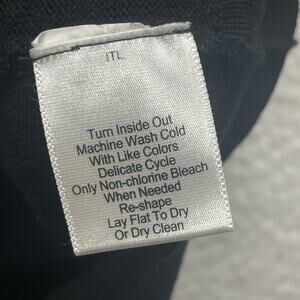 ITL.
Turn Inside Out
Machine Wash Cold
With Like Colors
Delicate Cycle
Only Non-chlorine Bleach
When Needed
Re-shape
Lay Flat To Dry
Or Dry Clean